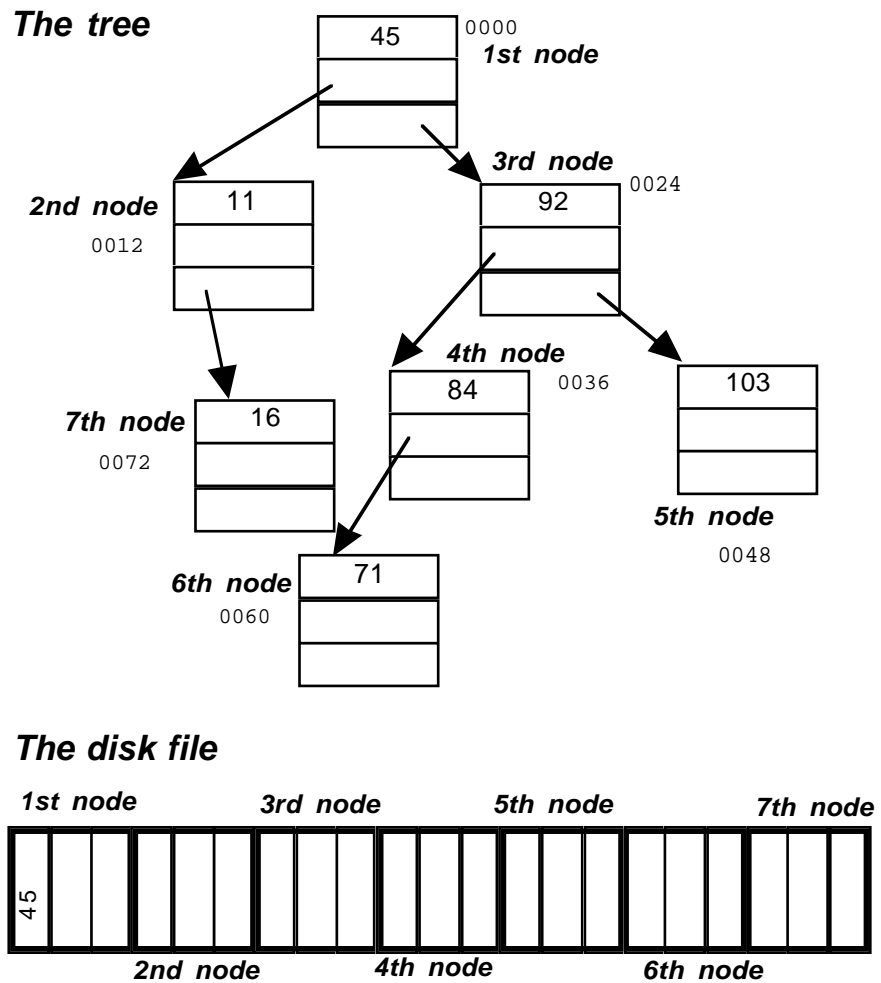 The tree
45
0000
1st node
3rd node
0024
2nd node
11
92
0012
4th node
0036
84
103
7th node
16
0072
5th node
0048
6th node
71
0060
The disk file
1st node
3rd node
5th node
7th node
45
2nd node
4th node
6th node